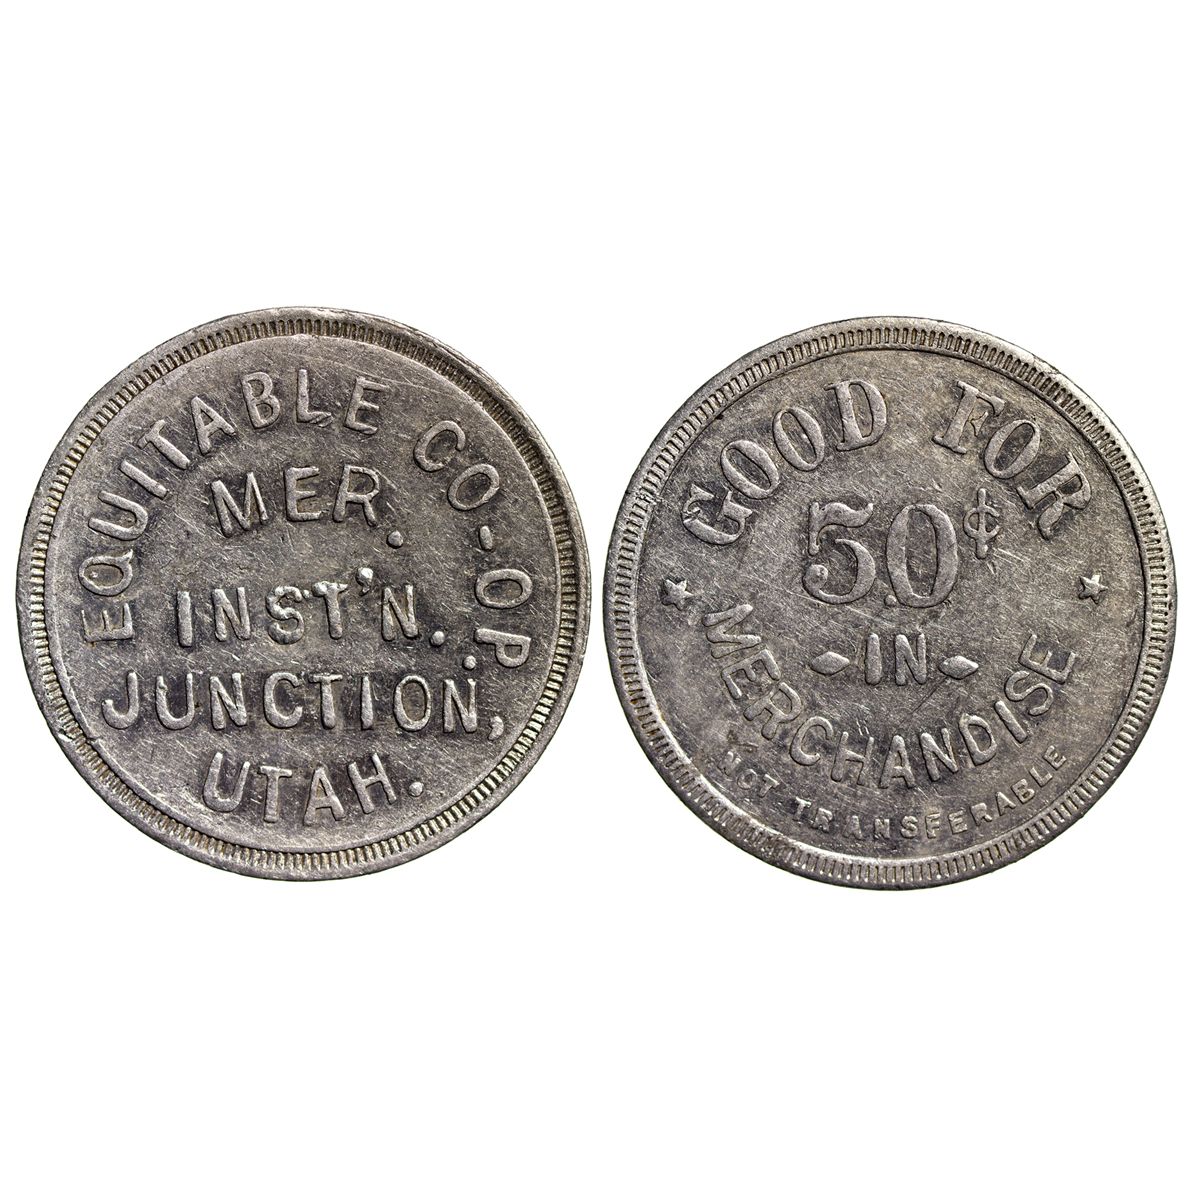 EQUITABLE CO-OP.
MER.
INST'N.
JUNCTION,
UTAH.
GOOD FOR
50¢
IN
MERCHANDISE
NOT TRANSFERABLE